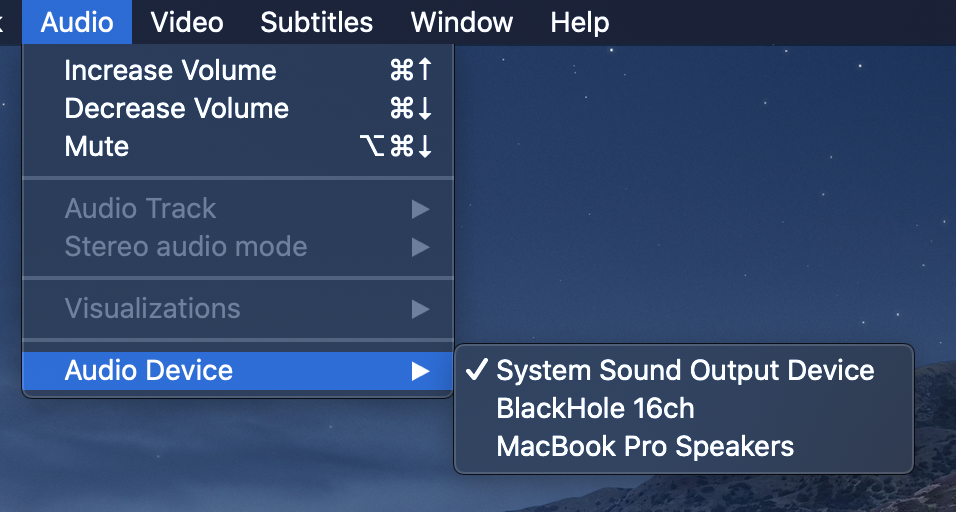 Audio Video Subtitles Window Help
Increase Volume ⌘↑
Decrease Volume ⌘↓
Mute ⌥⌘↓
Audio Track ▶
Stereo audio mode ▶
Visualizations ▶
Audio Device ▶
✓ System Sound Output Device
BlackHole 16ch
MacBook Pro Speakers